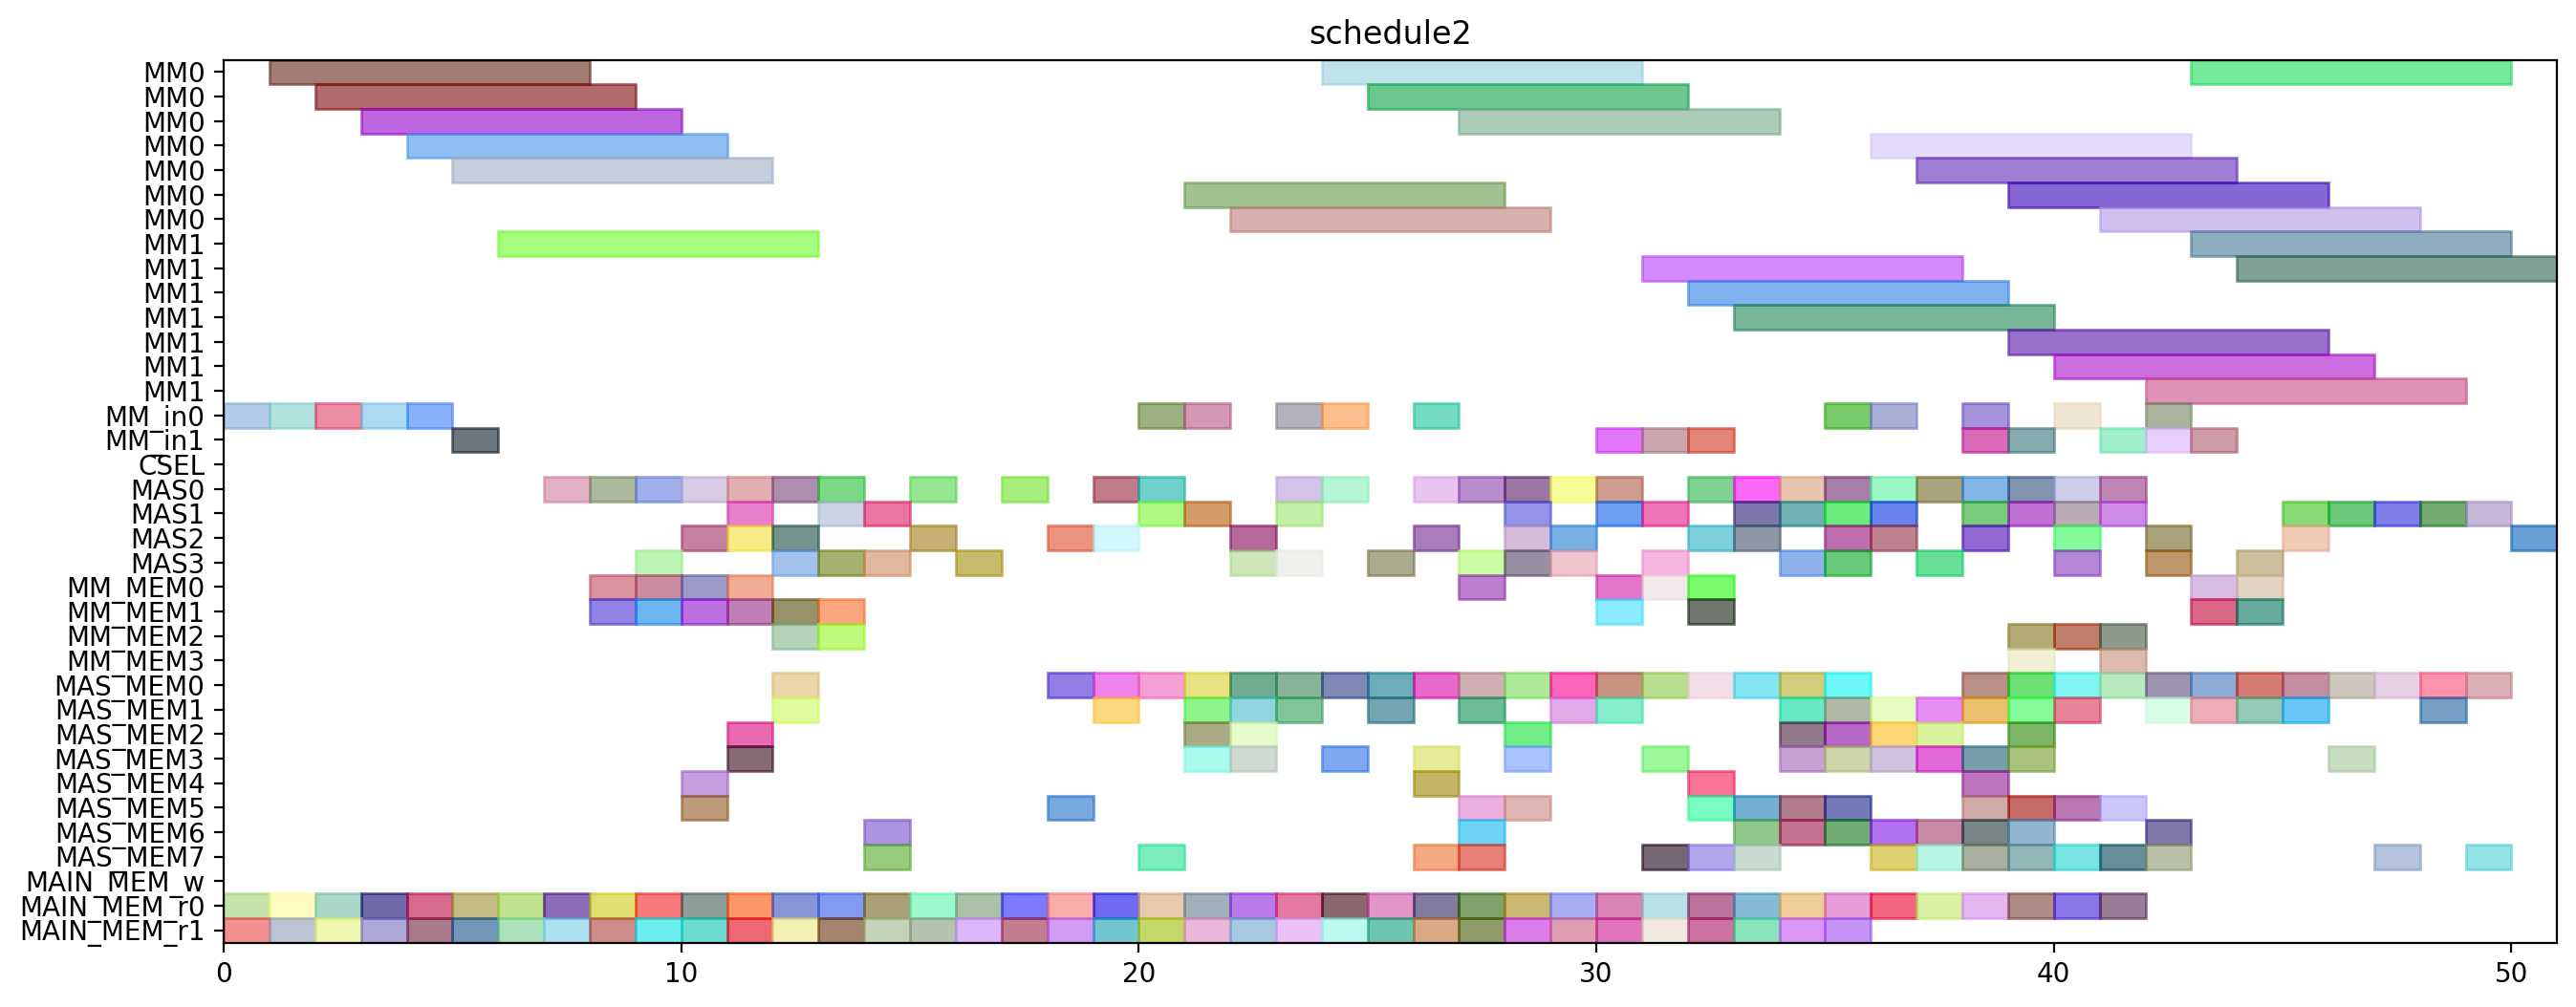 schedule2
MM0
MM0
MM0
MM0
MM0
MM0
MM0
MM1
MM1
MM1
MM1
MM1
MM1
MM1
MM_in0
MM_in1
CSEL
MAS0
MAS1
MAS2
MAS3
MM_MEM0
MM_MEM1
MM_MEM2
MM_MEM3
MAS_MEM0
MAS_MEM1
MAS_MEM2
MAS_MEM3
MAS_MEM4
MAS_MEM5
MAS_MEM6
MAS_MEM7
MAIN_MEM_w
MAIN_MEM_r0
MAIN_MEM_r1
0 10 20 30 40 50